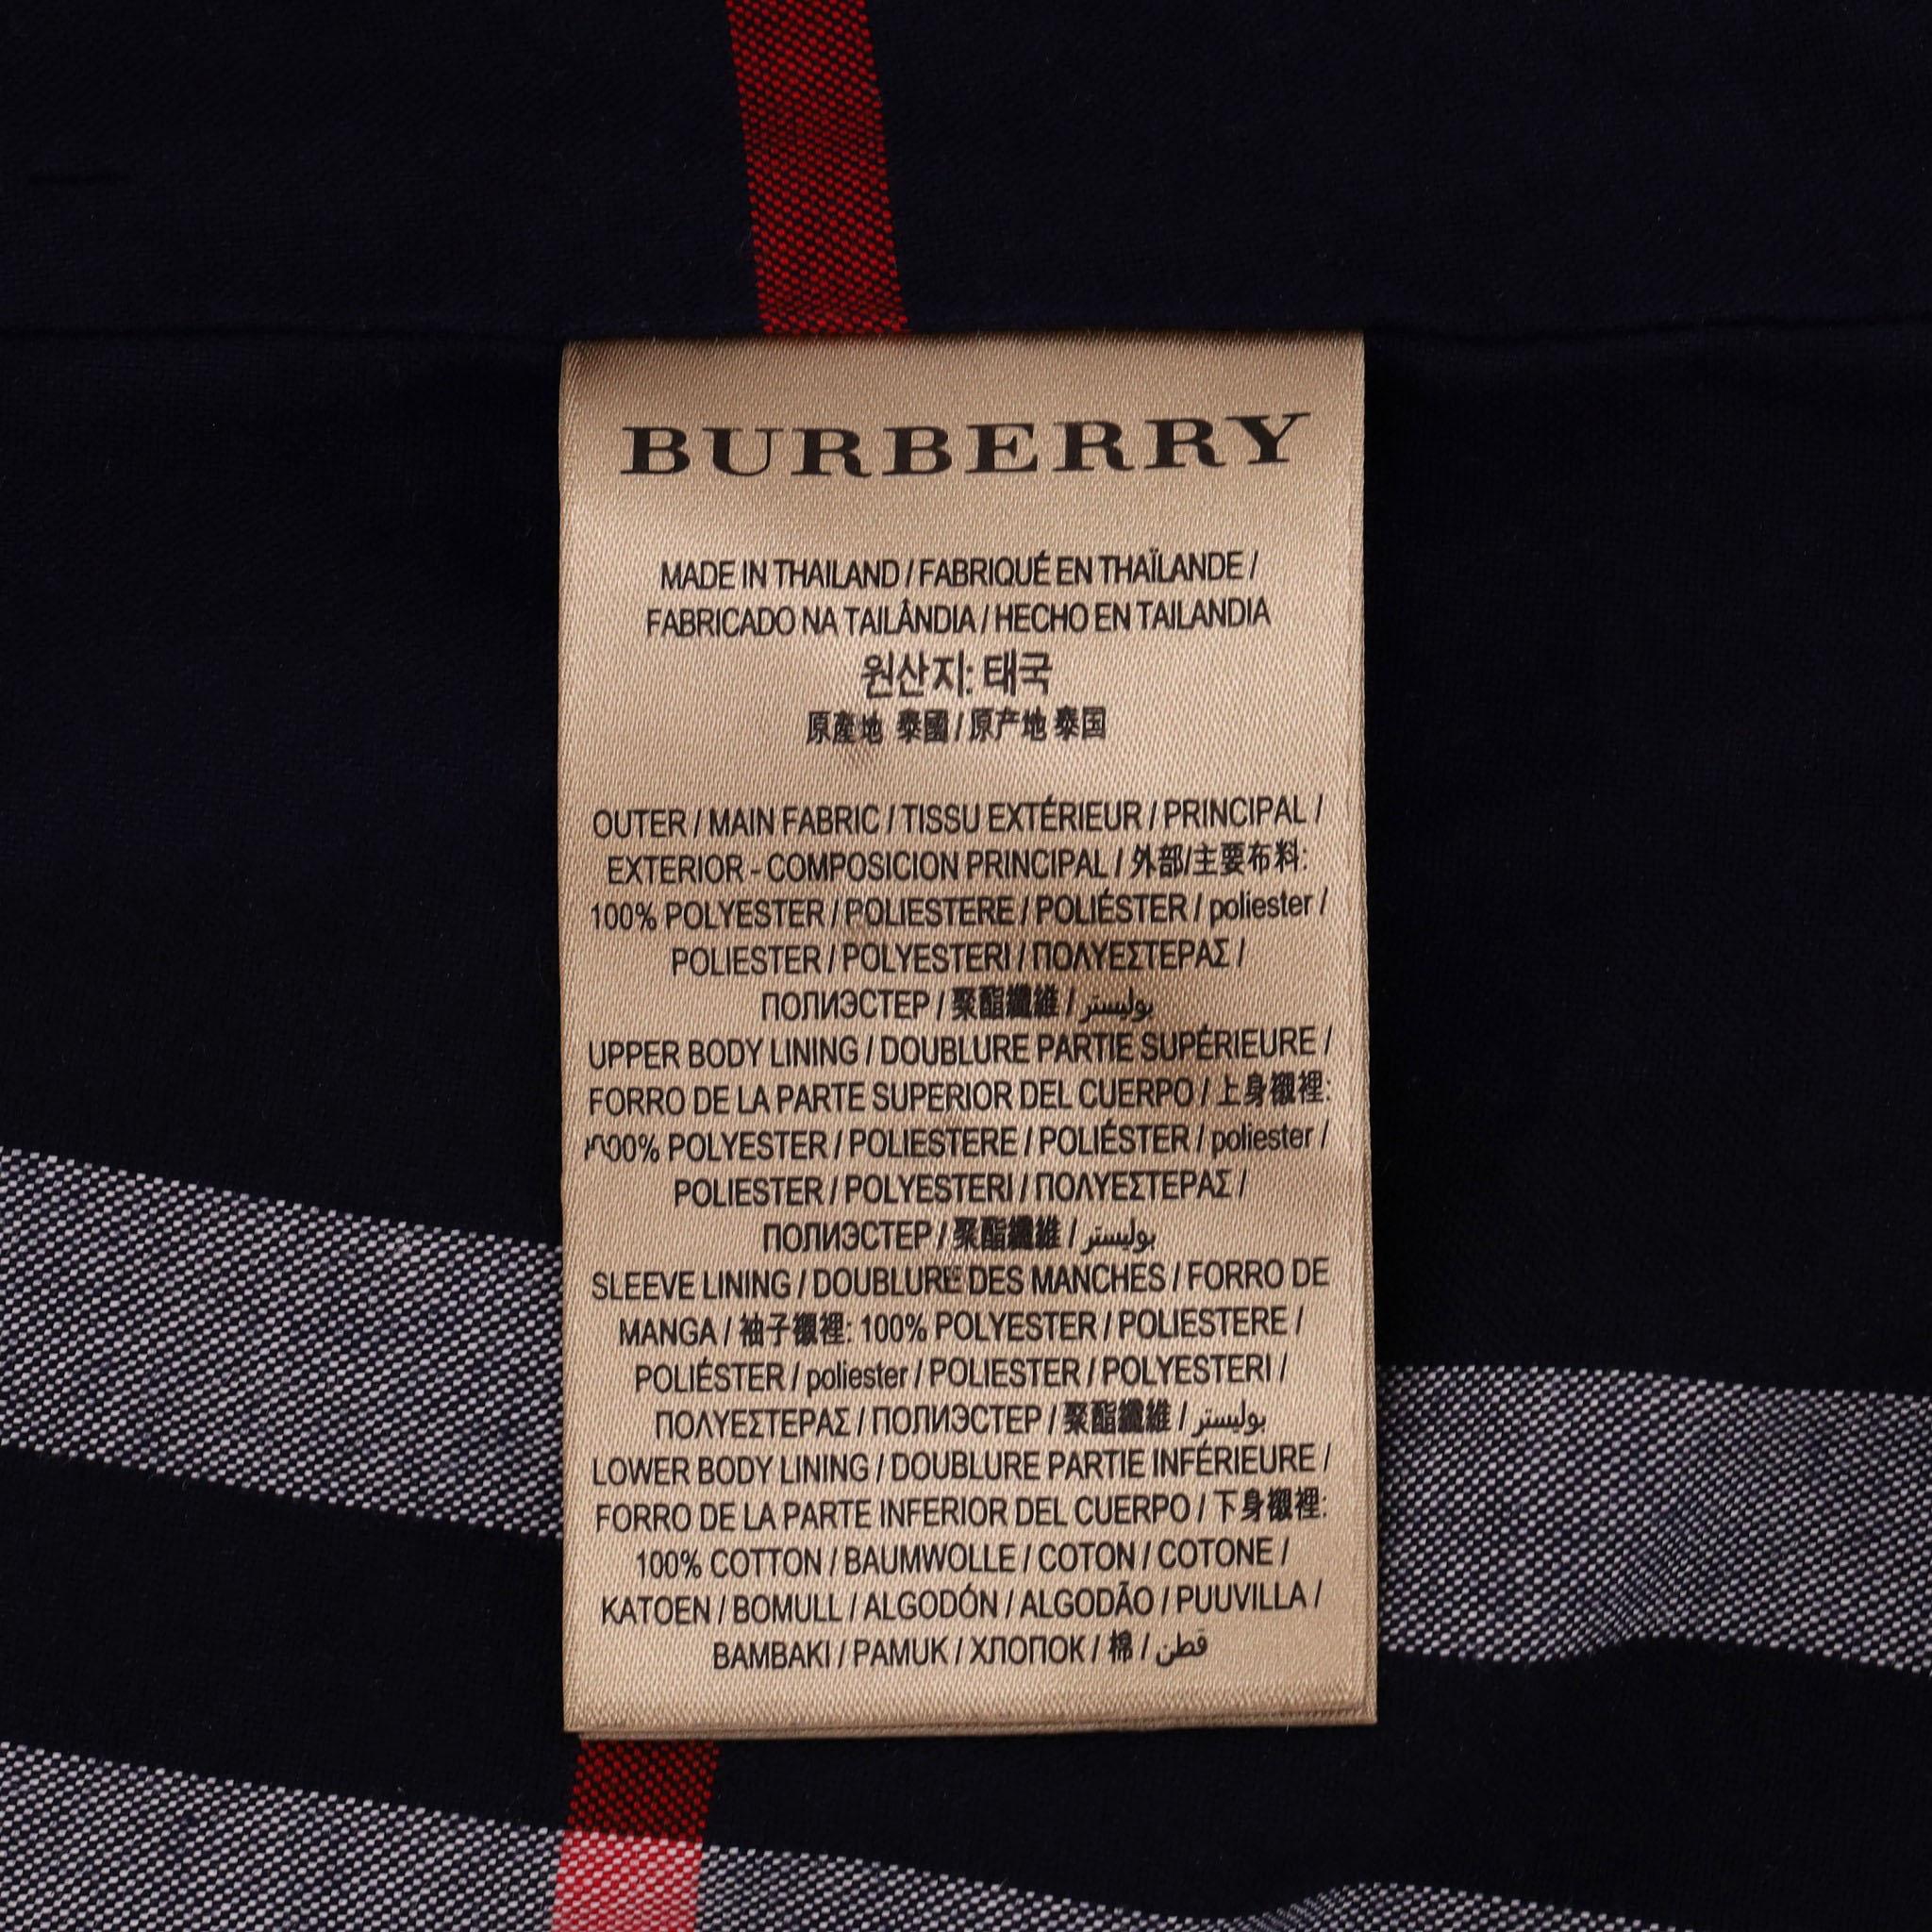 BURBERRY
MADE IN THAILAND / FABRIQUÉ EN THAÏLANDE /
FABRICADO NA TAILÂNDIA / HECHO EN TAILANDIA
원산지: 태국
原產地 泰國 / 原产地 泰国
OUTER / MAIN FABRIC / TISSU EXTÉRIEUR / PRINCIPAL /
EXTERIOR - COMPOSICION PRINCIPAL / 外部/主要布料:
100% POLYESTER / POLIESTERE / POLIÉSTER / poliester /
POLIESTER / POLYESTERI / ΠΟΛΥΕΣΤΕΡΑΣ /
ПОЛИЭСТЕР / 聚酯纖維 / بوليستر
UPPER BODY LINING / DOUBLURE PARTIE SUPÉRIEURE /
FORRO DE LA PARTE SUPERIOR DEL CUERPO / 上身襯裡:
100% POLYESTER / POLIESTERE / POLIÉSTER / poliester /
POLIESTER / POLYESTERI / ΠΟΛΥΕΣΤΕΡΑΣ /
ПОЛИЭСТЕР / 聚酯纖維 / بوليستر
SLEEVE LINING / DOUBLURE DES MANCHES / FORRO DE
MANGA / 袖子襯裡: 100% POLYESTER / POLIESTERE /
POLIÉSTER / poliester / POLIESTER / POLYESTERI /
ΠΟΛΥΕΣΤΕΡΑΣ / ПОЛИЭСТЕР / 聚酯纖維 / بوليستر
LOWER BODY LINING / DOUBLURE PARTIE INFÉRIEURE /
FORRO DE LA PARTE INFERIOR DEL CUERPO / 下身襯裡:
100% COTTON / BAUMWOLLE / COTON / COTONE /
KATOEN / BOMULL / ALGODÓN / ALGODÃO / PUUVILLA /
BAMBAKI / PAMUK / ХЛОПОК / 棉 / قطن